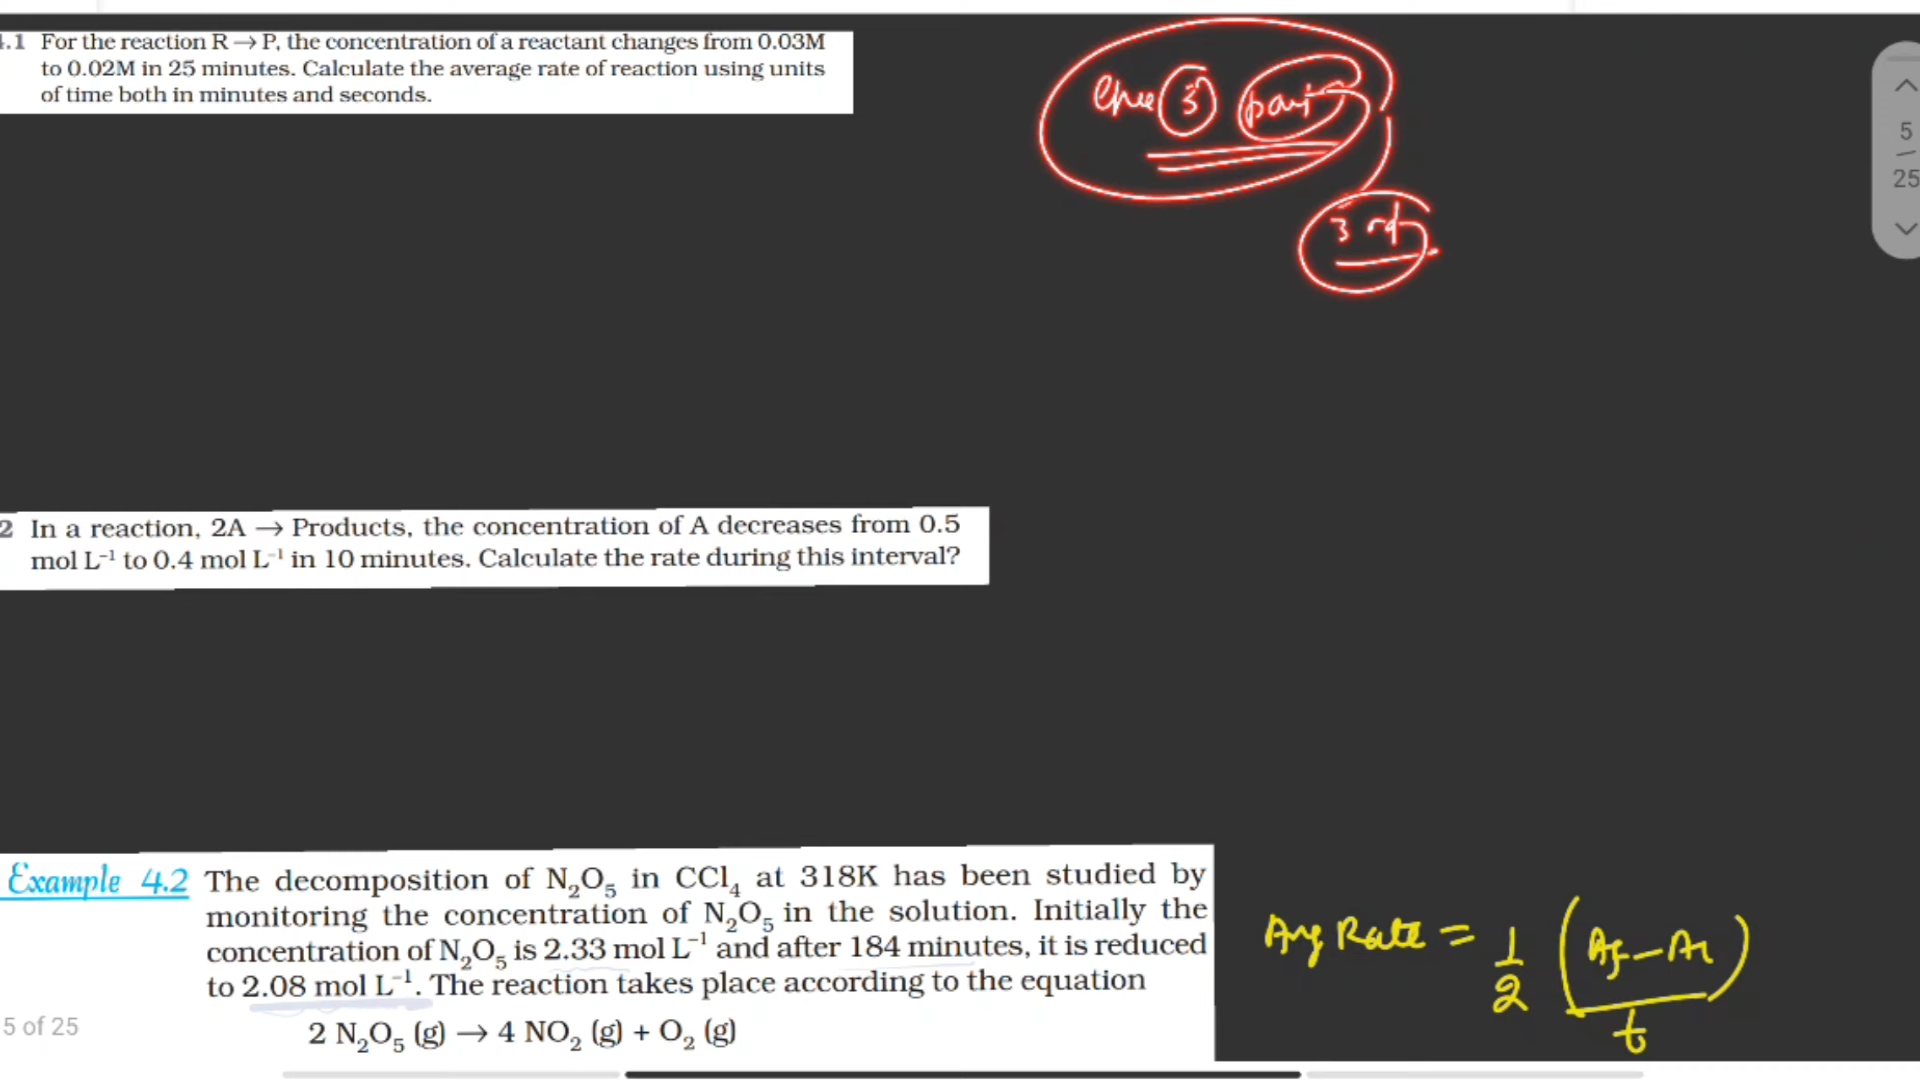 .1 For the reaction R → P, the concentration of a reactant changes from 0.03M
to 0.02M in 25 minutes. Calculate the average rate of reaction using units
of time both in minutes and seconds.
3 part
3 rd
5
25
2 In a reaction, 2A → Products, the concentration of A decreases from 0.5
mol L⁻¹ to 0.4 mol L⁻¹ in 10 minutes. Calculate the rate during this interval?
Example 4.2 The decomposition of N₂O₅ in CCl₄ at 318K has been studied by
monitoring the concentration of N₂O₅ in the solution. Initially the
concentration of N₂O₅ is 2.33 mol L⁻¹ and after 184 minutes, it is reduced
to 2.08 mol L⁻¹. The reaction takes place according to the equation
2 N₂O₅ (g) → 4 NO₂ (g) + O₂ (g)
Avg Rate = 1/2 (
t
5 of 25